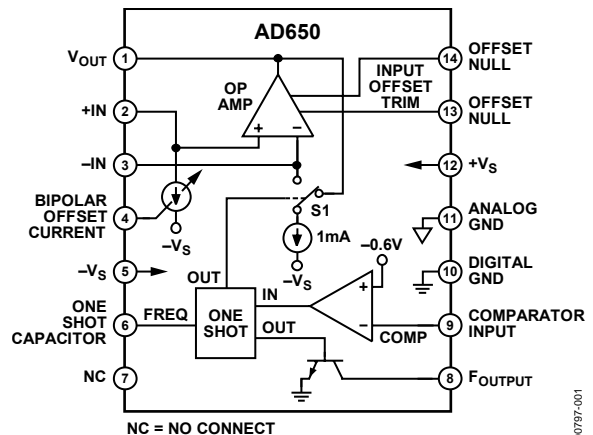 AD650
VOUT 1
+IN 2
–IN 3
BIPOLAR
OFFSET
CURRENT
4
–VS 5
ONE
SHOT
CAPACITOR
6
NC 7
OP
AMP
+ –
INPUT
OFFSET
TRIM
S1
1mA
–VS
–VS
–0.6V
OUT
FREQ
ONE
SHOT
IN
OUT
+
–
COMP
14 OFFSET
NULL
13 OFFSET
NULL
12 +VS
11 ANALOG
GND
10 DIGITAL
GND
9 COMPARATOR
INPUT
8 FOUTPUT
NC = NO CONNECT
00797-001